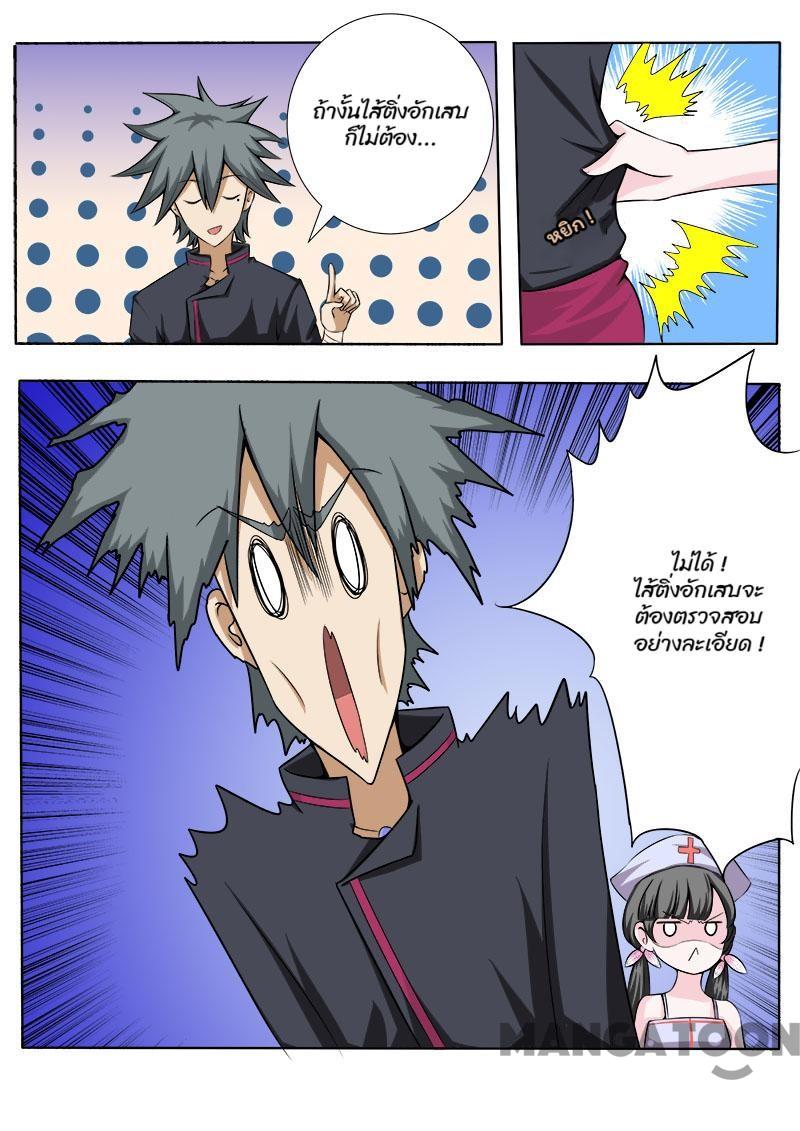 ถ้างั้นไส้ติ่งอักเสบ
ก็ไม่ต้อง...
หยิก !
ไม่ได้ !
ไส้ติ่งอักเสบจะ
ต้องตรวจสอบ
อย่างละเอียด !
MANGATOON